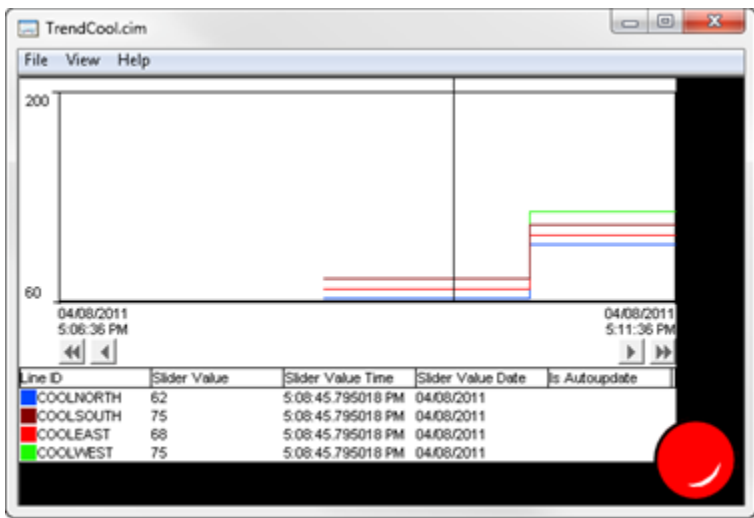 TrendCool.cim
File View Help
200
60
04/08/2011 04/08/2011
5:06:36 PM 5:11:36 PM
Line ID Slider Value Slider Value Time Slider Value Date Is Autoupdate
COOLNORTH 62 5:08:45.795018 PM 04/08/2011
COOLSOUTH 75 5:08:45.795018 PM 04/08/2011
COOLEAST 68 5:08:45.795018 PM 04/08/2011
COOLWEST 75 5:08:45.795018 PM 04/08/2011